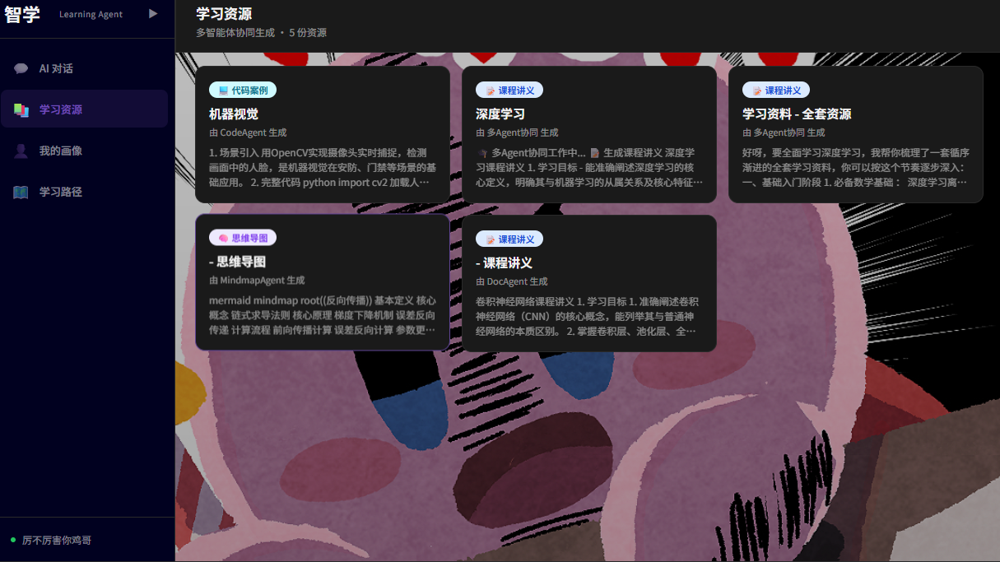 智学 Learning Agent ▶
AI 对话
学习资源
我的画像
学习路径
厉不厉害你鸡哥
学习资源
多智能体协同生成 · 5 份资源
代码案例
机器视觉
由 CodeAgent 生成
1. 场景引入 用OpenCV实现摄像头实时捕捉，检测
画面中的人脸，是机器视觉在安防、门禁等场景的基
础应用。 2. 完整代码 python import cv2 加载人…
课程讲义
深度学习
由 多Agent协同 生成
多Agent协同工作中... 生成课程讲义 深度学
习课程讲义 1. 学习目标 - 能准确阐述深度学习的核
心定义，明确其与机器学习的从属关系及核心特征…
课程讲义
学习资料 - 全套资源
由 多Agent协同 生成
好呀，要全面学习深度学习，我帮你梳理了一套循序
渐进的全套学习资料，你可以按这个节奏逐步深入：
一、基础入门阶段 1. 必备数学基础 ： 深度学习离…
思维导图
- 思维导图
由 MindmapAgent 生成
mermaid mindmap root((反向传播)) 基本定义 核心
概念 链式求导法则 核心原理 梯度下降机制 误差反向
传递 计算流程 前向传播计算 误差反向计算 参数更…
课程讲义
- 课程讲义
由 DocAgent 生成
卷积神经网络课程讲义 1. 学习目标 1. 准确阐述卷积
神经网络（CNN）的核心概念，能列举其与普通神
经网络的本质区别。 2. 掌握卷积层、池化层、全…